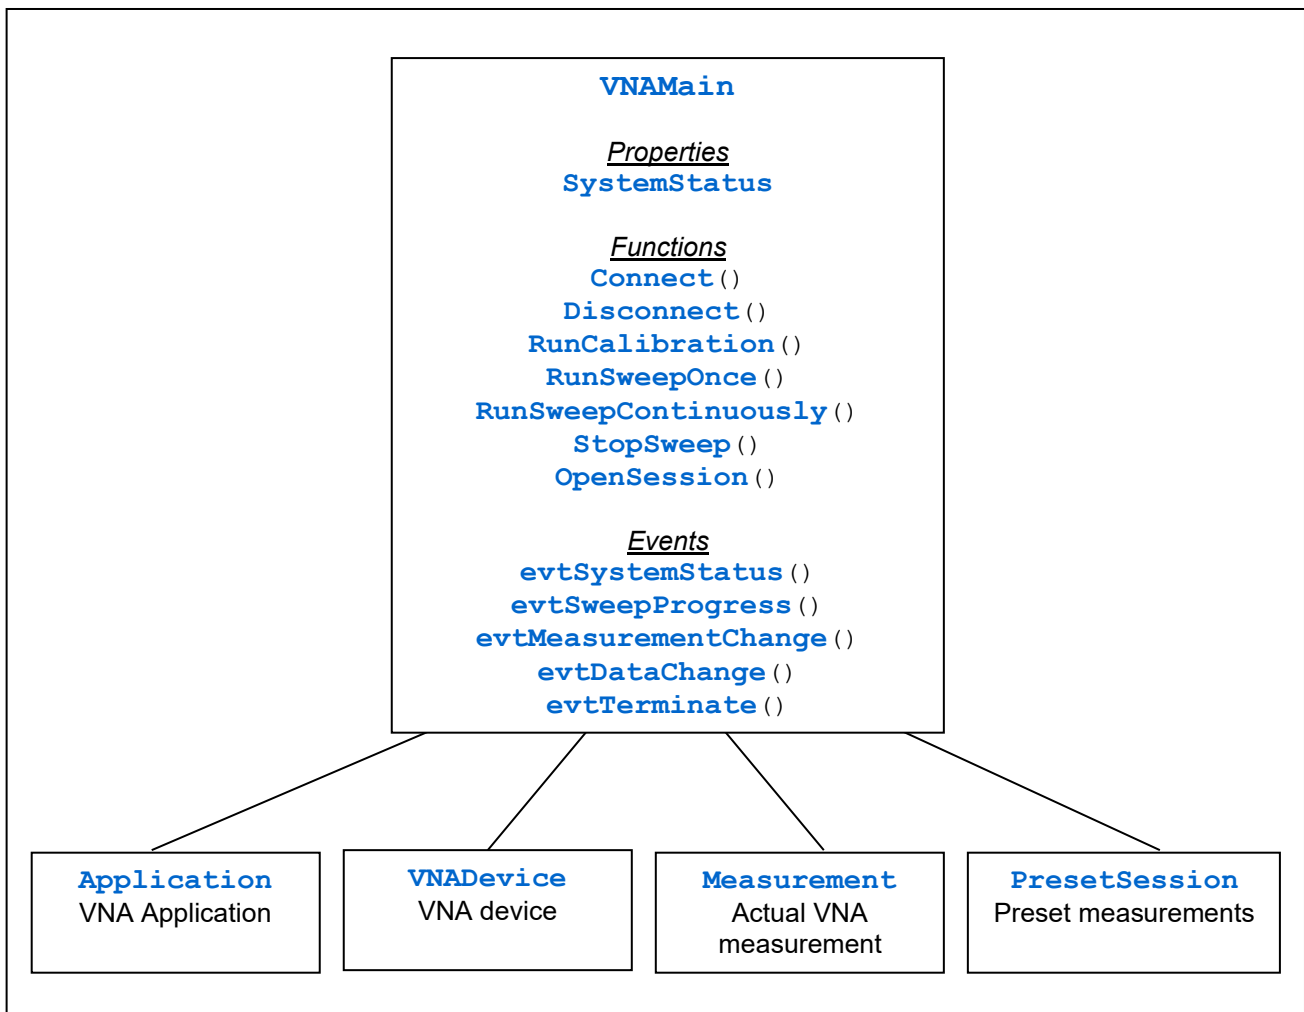 VNAMain
Properties
SystemStatus
Functions
Connect()
Disconnect()
RunCalibration()
RunSweepOnce()
RunSweepContinuously()
StopSweep()
OpenSession()
Events
evtSystemStatus()
evtSweepProgress()
evtMeasurementChange()
evtDataChange()
evtTerminate()
Application
VNA Application
VNADevice
VNA device
Measurement
Actual VNA
measurement
PresetSession
Preset measurements